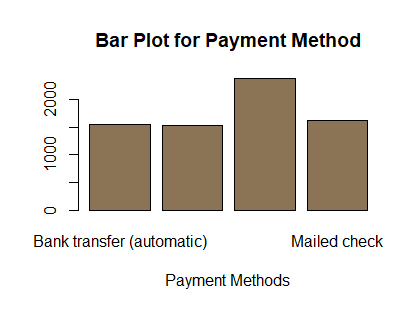 Bar Plot for Payment Method
2000
1000
0
Bank transfer (automatic) Mailed check
Payment Methods